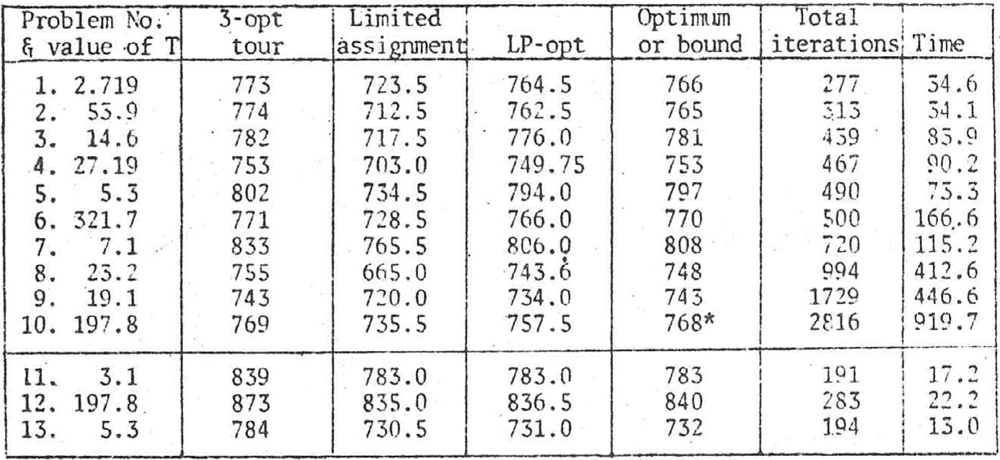 Problem No. 3-opt Limited Optimum Total
& value of T tour assignment LP-opt or bound iterations Time
1. 2.719 773 723.5 764.5 766 277 34.6
2. 53.9 774 712.5 762.5 765 313 34.1
3. 14.6 782 717.5 776.0 781 459 85.9
4. 27.19 753 703.0 749.75 753 467 90.2
5. 5.3 802 734.5 794.0 797 490 75.3
6. 321.7 771 728.5 766.0 770 500 166.6
7. 7.1 833 765.5 806.0 808 720 115.2
8. 23.2 755 665.0 743.6 748 994 412.6
9. 19.1 743 720.0 734.0 743 1729 446.6
10. 197.8 769 735.5 757.5 768* 2816 919.7
11. 3.1 839 783.0 783.0 783 191 17.2
12. 197.8 873 835.0 836.5 840 283 22.2
13. 5.3 784 730.5 731.0 732 194 13.0